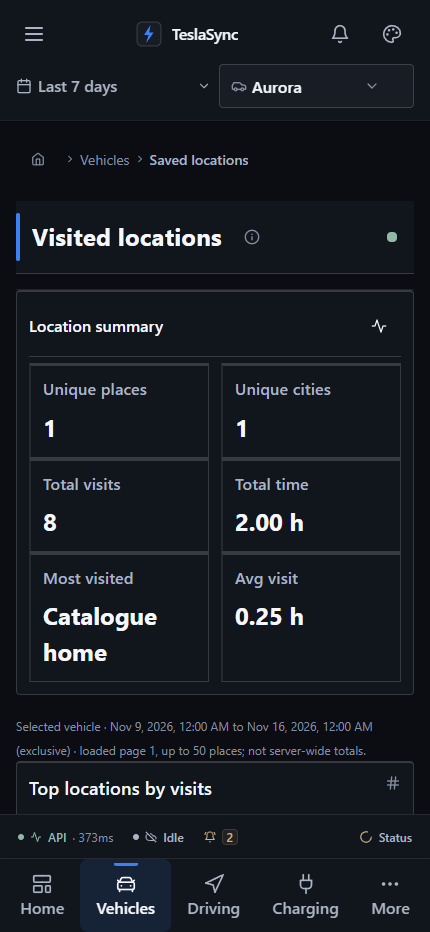 TeslaSync
Last 7 days
Aurora
Vehicles
Saved locations
Visited locations
Location summary
Unique places
1
Unique cities
1
Total visits
8
Total time
2.00 h
Most visited
Catalogue
home
Avg visit
0.25 h
Selected vehicle · Nov 9, 2026, 12:00 AM to Nov 16, 2026, 12:00 AM
(exclusive) · loaded page 1, up to 50 places; not server-wide totals.
Top locations by visits
API · 373ms
Idle
2
Status
Home
Vehicles
Driving
Charging
More